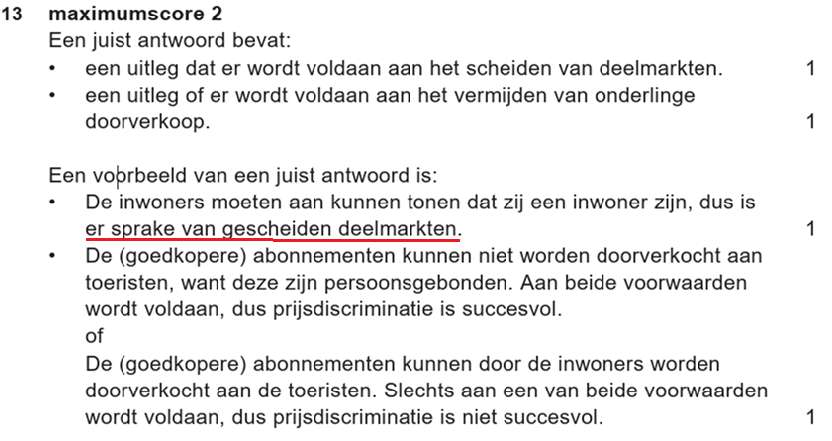 13 maximumscore 2
Een juist antwoord bevat:
• een uitleg dat er wordt voldaan aan het scheiden van deelmarkten. 1
• een uitleg of er wordt voldaan aan het vermijden van onderlinge
doorverkoop. 1
Een voorbeeld van een juist antwoord is:
• De inwoners moeten aan kunnen tonen dat zij een inwoner zijn, dus is
er sprake van gescheiden deelmarkten. 1
• De (goedkopere) abonnementen kunnen niet worden doorverkocht aan
toeristen, want deze zijn persoonsgebonden. Aan beide voorwaarden
wordt voldaan, dus prijsdiscriminatie is succesvol.
of
De (goedkopere) abonnementen kunnen door de inwoners worden
doorverkocht aan de toeristen. Slechts aan een van beide voorwaarden
wordt voldaan, dus prijsdiscriminatie is niet succesvol. 1